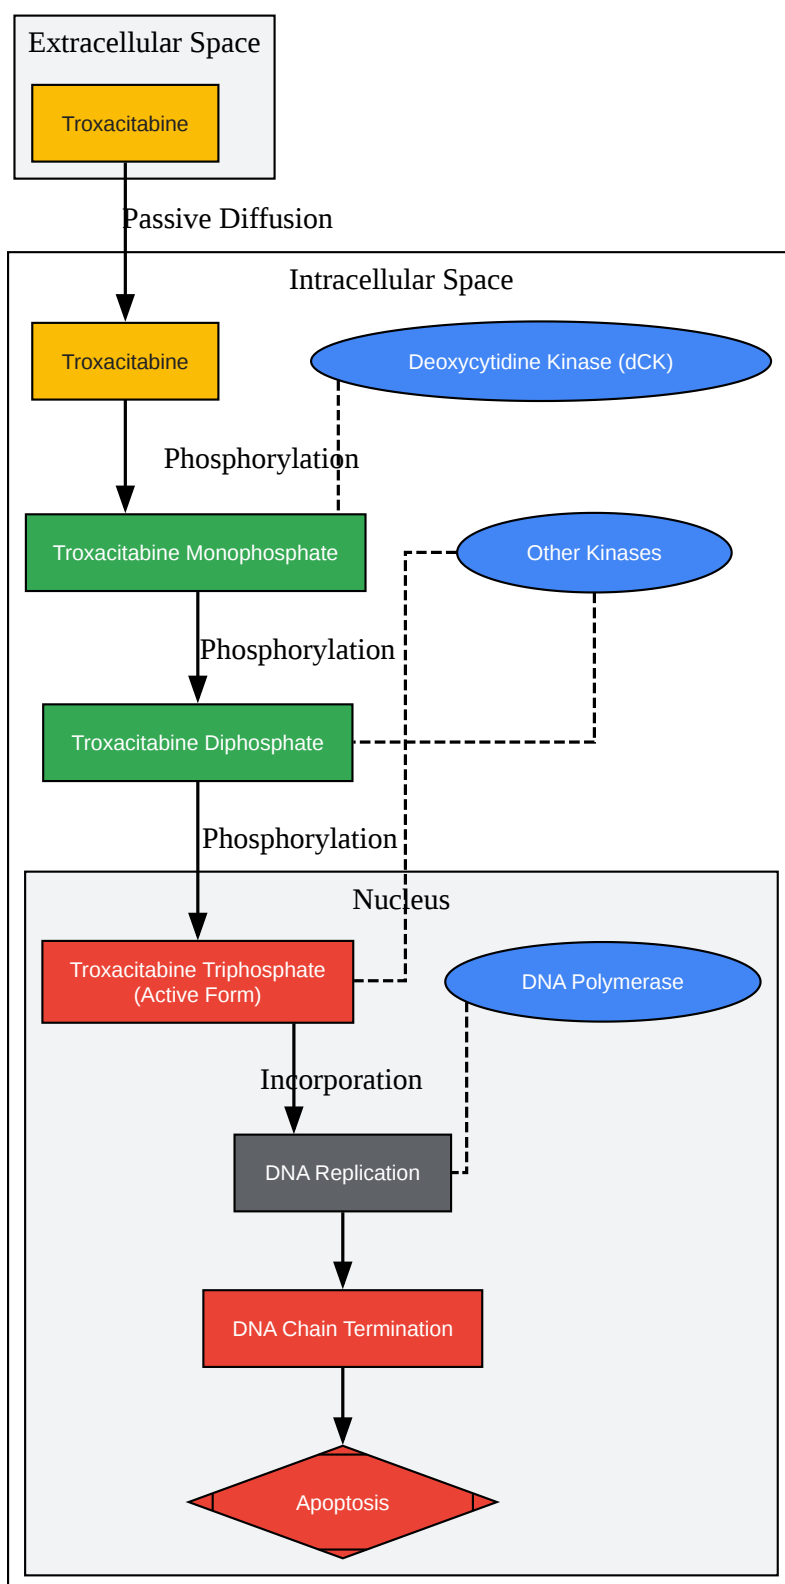 Extracellular Space
Troxacitabine
Passive Diffusion
Intracellular Space
Troxacitabine
Deoxycytidine Kinase (dCK)
Phosphorylation
Troxacitabine Monophosphate
Other Kinases
Phosphorylation
Troxacitabine Diphosphate
Phosphorylation
Nucleus
Troxacitabine Triphosphate
(Active Form)
DNA Polymerase
Incorporation
DNA Replication
DNA Chain Termination
Apoptosis